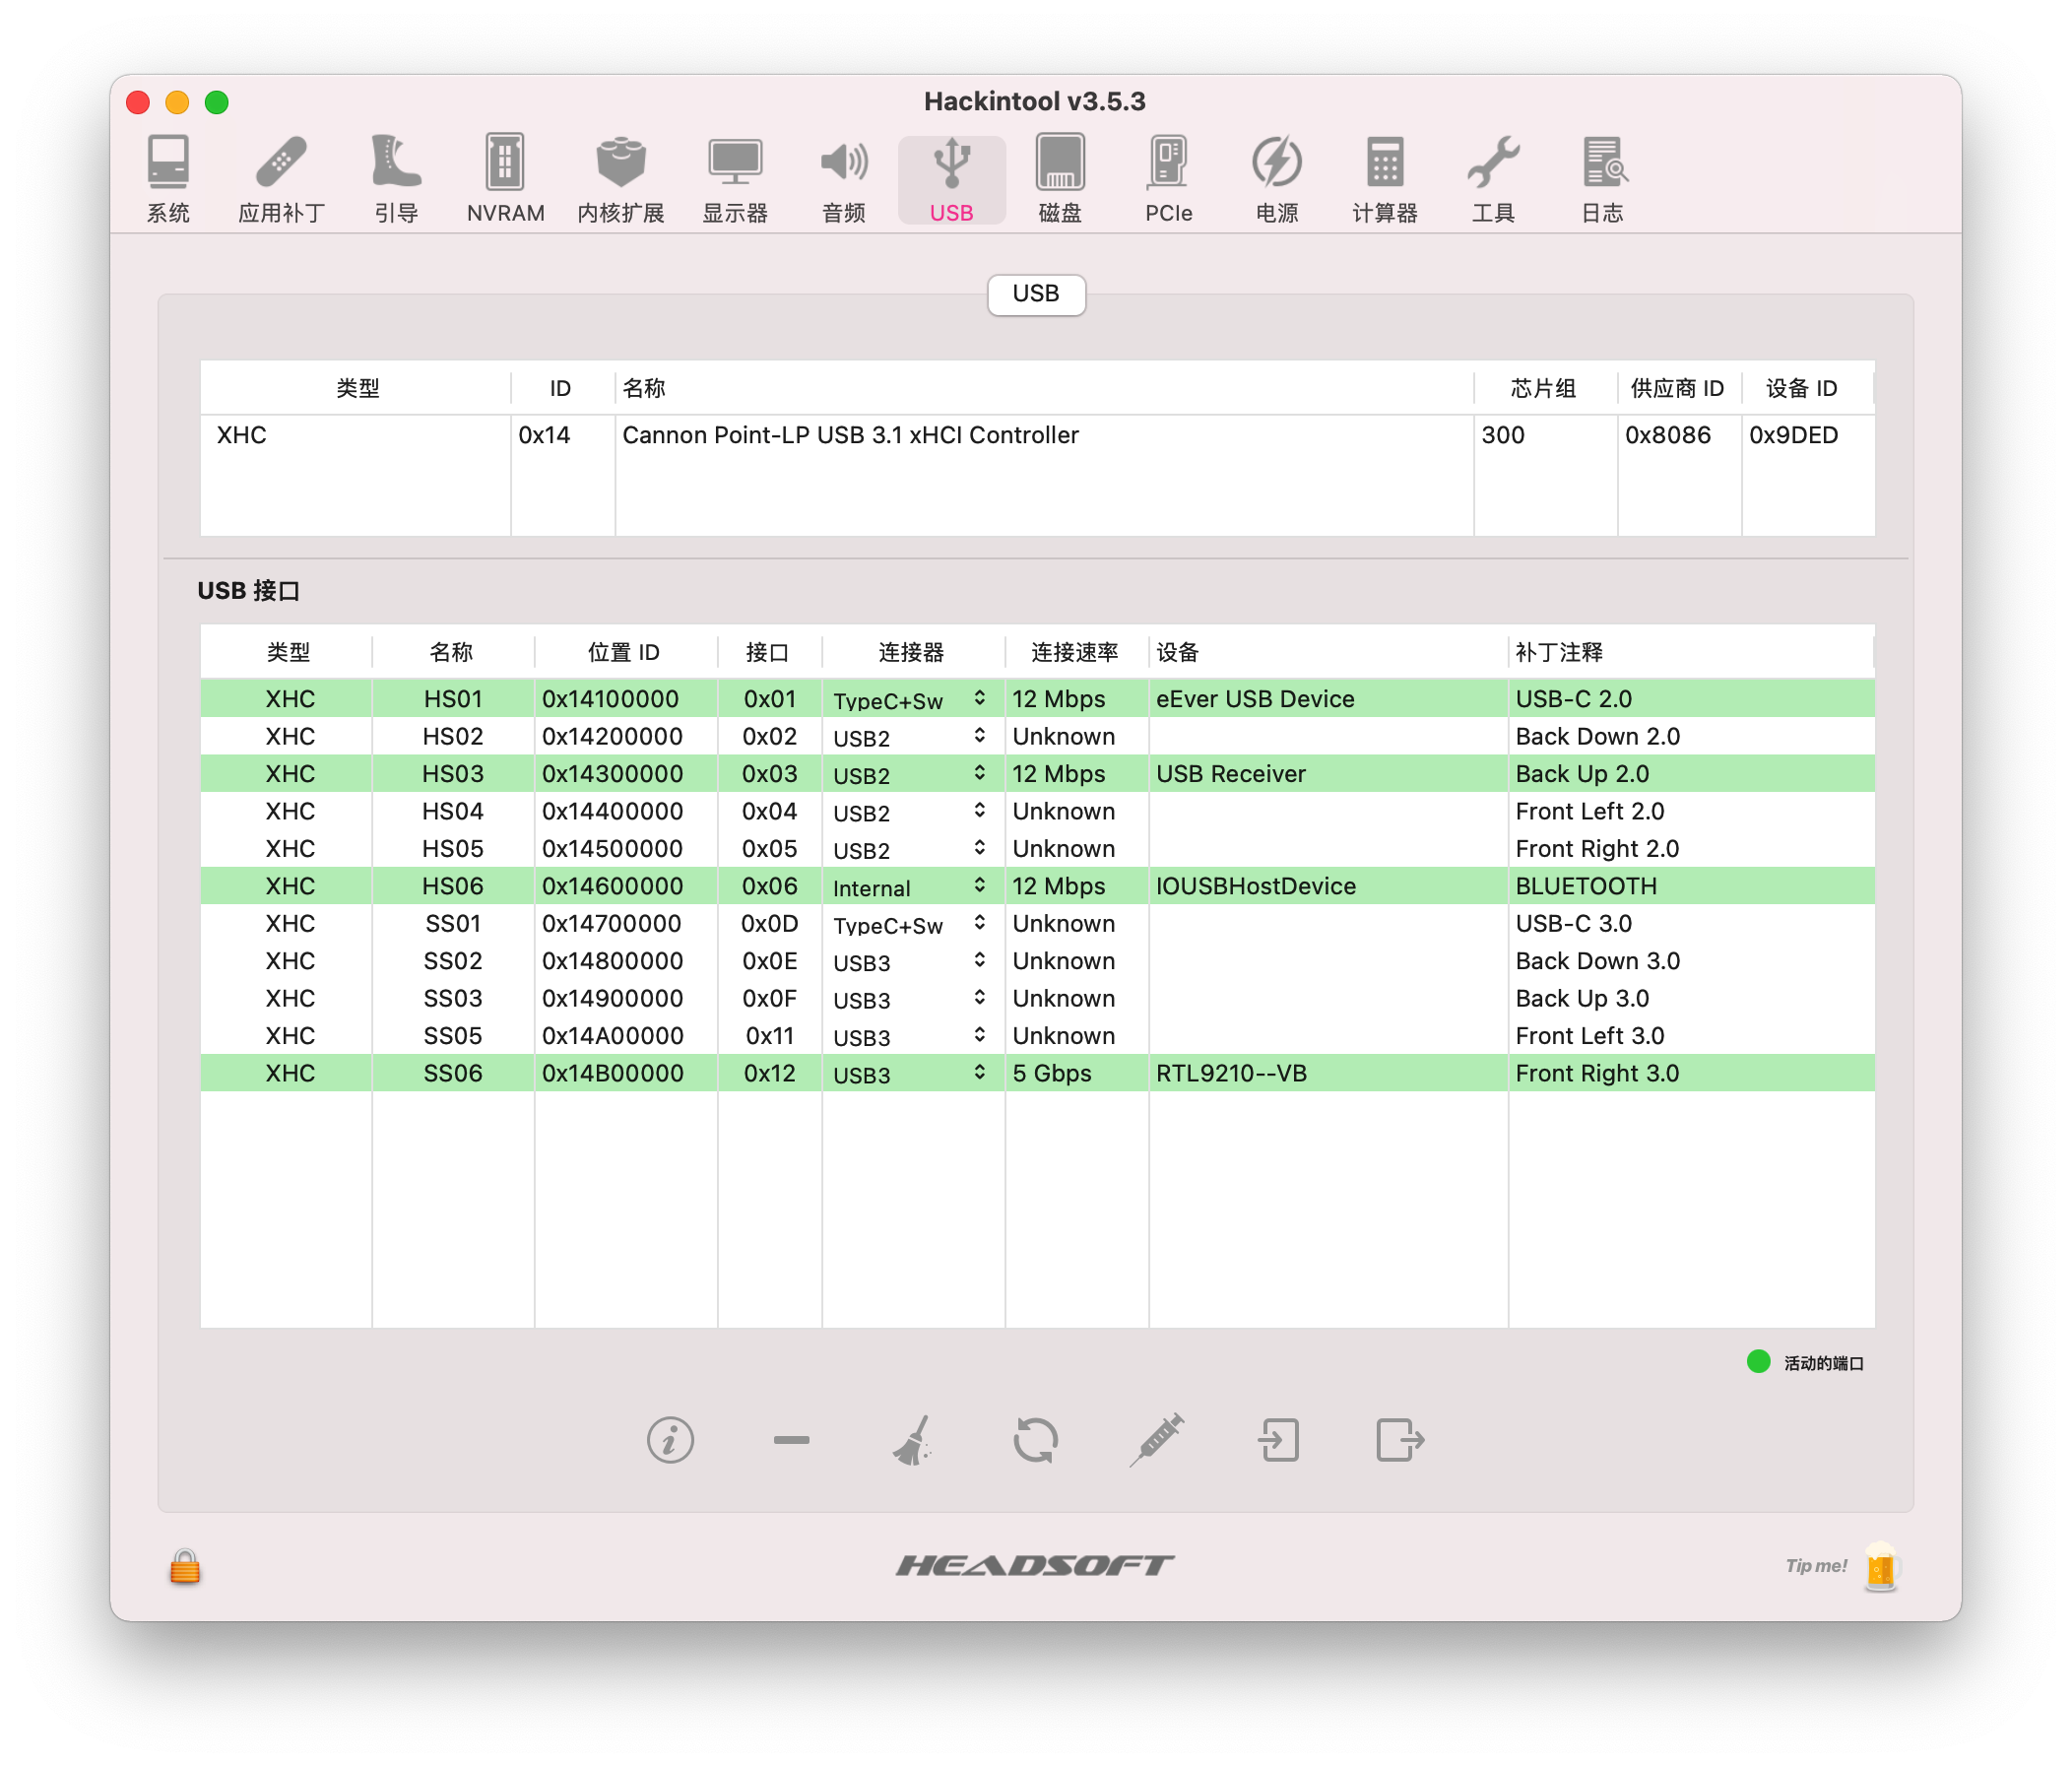 Hackintool v3.5.3
系统 应用补丁 引导 NVRAM 内核扩展 显示器 音频 USB 磁盘 PCIe 电源 计算器 工具 日志
USB
类型 ID 名称 芯片组 供应商 ID 设备 ID
XHC 0x14 Cannon Point-LP USB 3.1 xHCI Controller 300 0x8086 0x9DED
USB 接口
类型 名称 位置 ID 接口 连接器 连接速率 设备 补丁注释
XHC HS01 0x14100000 0x01 TypeC+Sw 12 Mbps eEver USB Device USB-C 2.0
XHC HS02 0x14200000 0x02 USB2 Unknown Back Down 2.0
XHC HS03 0x14300000 0x03 USB2 12 Mbps USB Receiver Back Up 2.0
XHC HS04 0x14400000 0x04 USB2 Unknown Front Left 2.0
XHC HS05 0x14500000 0x05 USB2 Unknown Front Right 2.0
XHC HS06 0x14600000 0x06 Internal 12 Mbps IOUSBHostDevice BLUETOOTH
XHC SS01 0x14700000 0x0D TypeC+Sw Unknown USB-C 3.0
XHC SS02 0x14800000 0x0E USB3 Unknown Back Down 3.0
XHC SS03 0x14900000 0x0F USB3 Unknown Back Up 3.0
XHC SS05 0x14A00000 0x11 USB3 Unknown Front Left 3.0
XHC SS06 0x14B00000 0x12 USB3 5 Gbps RTL9210--VB Front Right 3.0
活动的端口
HEADSOFT
Tip me!